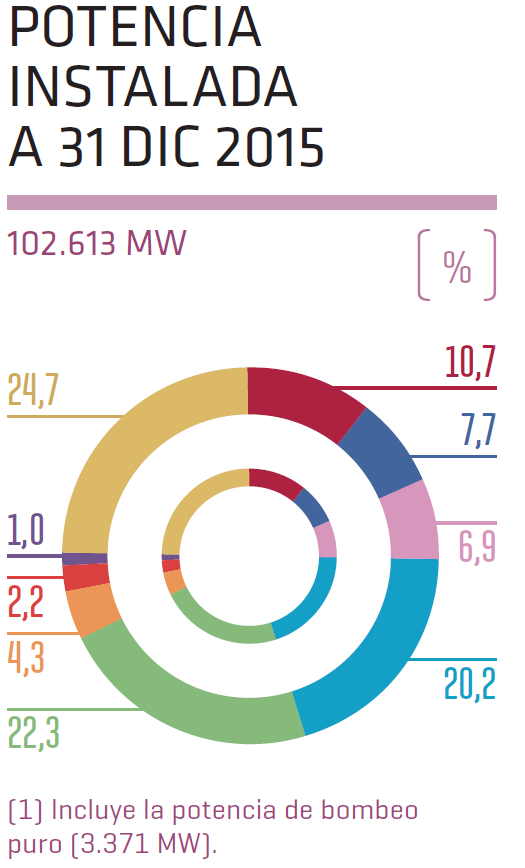 POTENCIA
INSTALADA
A 31 DIC 2015
102.613 MW
[%]
10,7
24,7
7,7
1,0
6,9
2,2
4,3
20,2
22,3
(1) Incluye la potencia de bombeo
puro (3.371 MW).